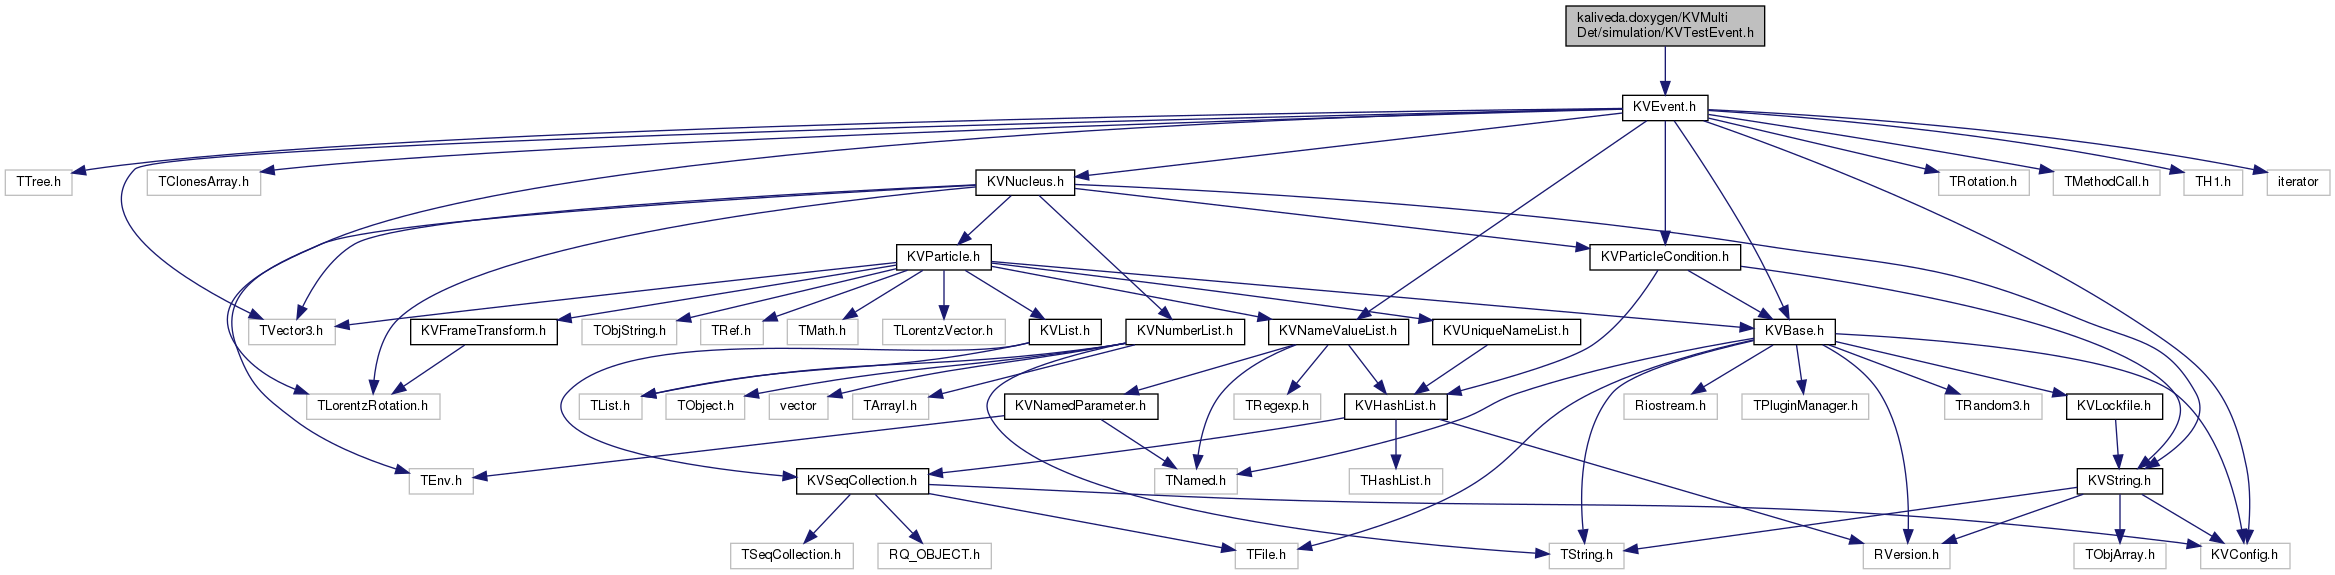 kaliveda.doxygen/KVMulti
Det/simulation/KVTestEvent.h
KVEvent.h
TTree.h
TClonesArray.h
KVNucleus.h
TRotation.h
TMethodCall.h
TH1.h
iterator
KVParticle.h
KVParticleCondition.h
TVector3.h
KVFrameTransform.h
TObjString.h
TRef.h
TMath.h
TLorentzVector.h
KVList.h
KVNumberList.h
KVNameValueList.h
KVUniqueNameList.h
KVBase.h
TLorentzRotation.h
TList.h
TObject.h
vector
TArrayI.h
KVNamedParameter.h
TRegexp.h
KVHashList.h
Riostream.h
TPluginManager.h
TRandom3.h
KVLockfile.h
TEnv.h
KVSeqCollection.h
TNamed.h
THashList.h
KVString.h
TSeqCollection.h
RQ_OBJECT.h
TFile.h
TString.h
RVersion.h
TObjArray.h
KVConfig.h